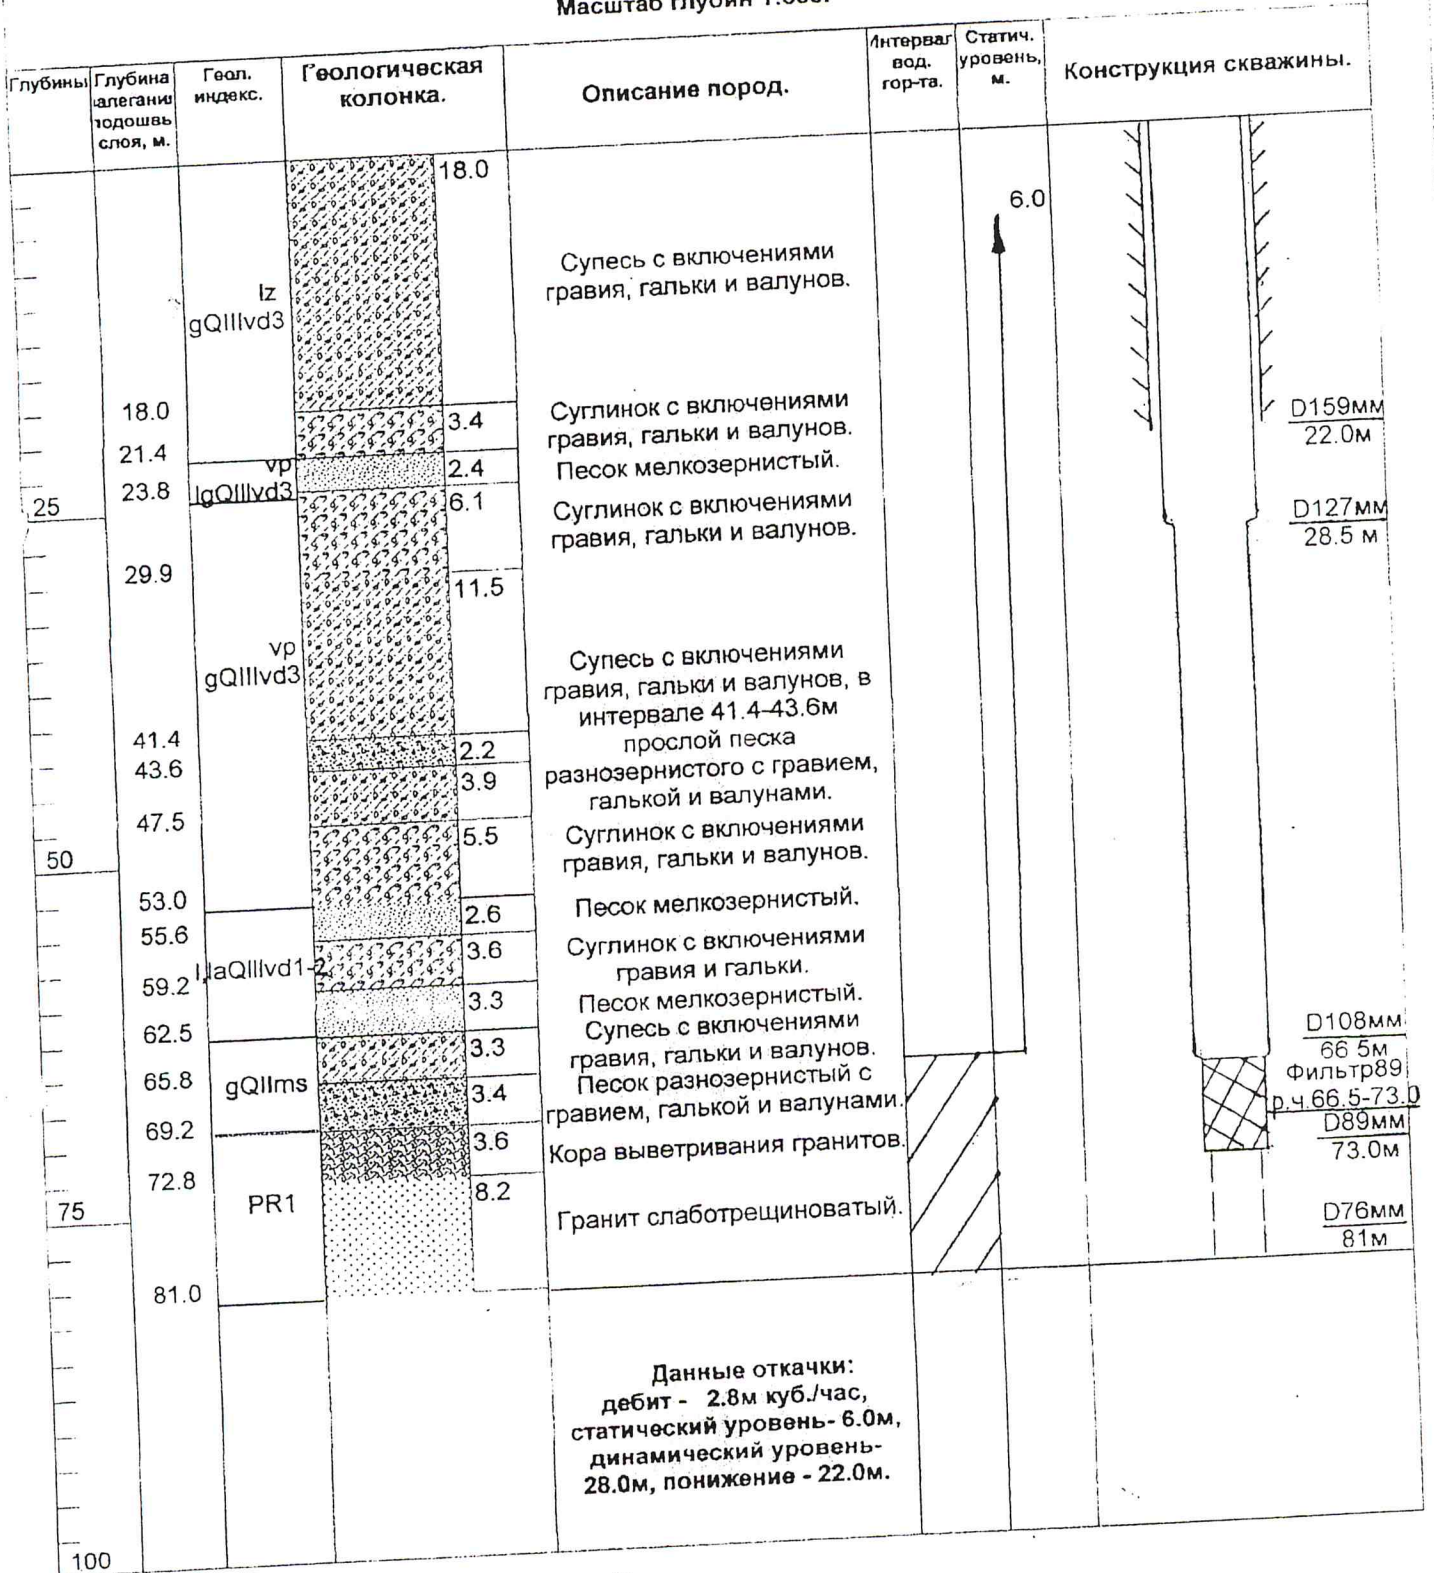 Масштаб глубин 1:
Глубины
Глубина
залегания
подошвы
слоя, м.
Геол.
индекс.
Геологическая
колонка.
Описание пород.
Интервал
вод.
гор-та.
Статич.
уровень,
м.
Конструкция скважины.
18.0
6.0
Супесь с включениями
гравия, гальки и валунов.
lz
gQIIIvd3
18.0
3.4
Суглинок с включениями
гравия, гальки и валунов.
D159мм
22.0м
21.4
vp
lgQIIIvd3
2.4
Песок мелкозернистый.
23.8
25
6.1
Суглинок с включениями
гравия, гальки и валунов.
D127мм
28.5 м
29.9
11.5
vp
gQIIIvd3
Супесь с включениями
гравия, гальки и валунов, в
интервале 41.4-43.6м
прослой песка
разнозернистого с гравием,
галькой и валунами.
41.4
2.2
43.6
3.9
47.5
5.5
Суглинок с включениями
гравия, гальки и валунов.
50
53.0
2.6
Песок мелкозернистый.
55.6
3.6
Суглинок с включениями
гравия и гальки.
l,laQIIIvd1-2
59.2
3.3
Песок мелкозернистый.
62.5
3.3
Супесь с включениями
гравия, гальки и валунов.
D108мм
66 5м
Фильтр89
р.ч.66.5-73.0
D89мм
73.0м
65.8
gQIIms
3.4
Песок разнозернистый с
гравием, галькой и валунами.
69.2
3.6
Кора выветривания гранитов.
72.8
PR1
8.2
Гранит слаботрещиноватый.
75
D76мм
81м
81.0
Данные откачки:
дебит - 2.8м куб./час,
статический уровень- 6.0м,
динамический уровень-
28.0м, понижение - 22.0м.
100